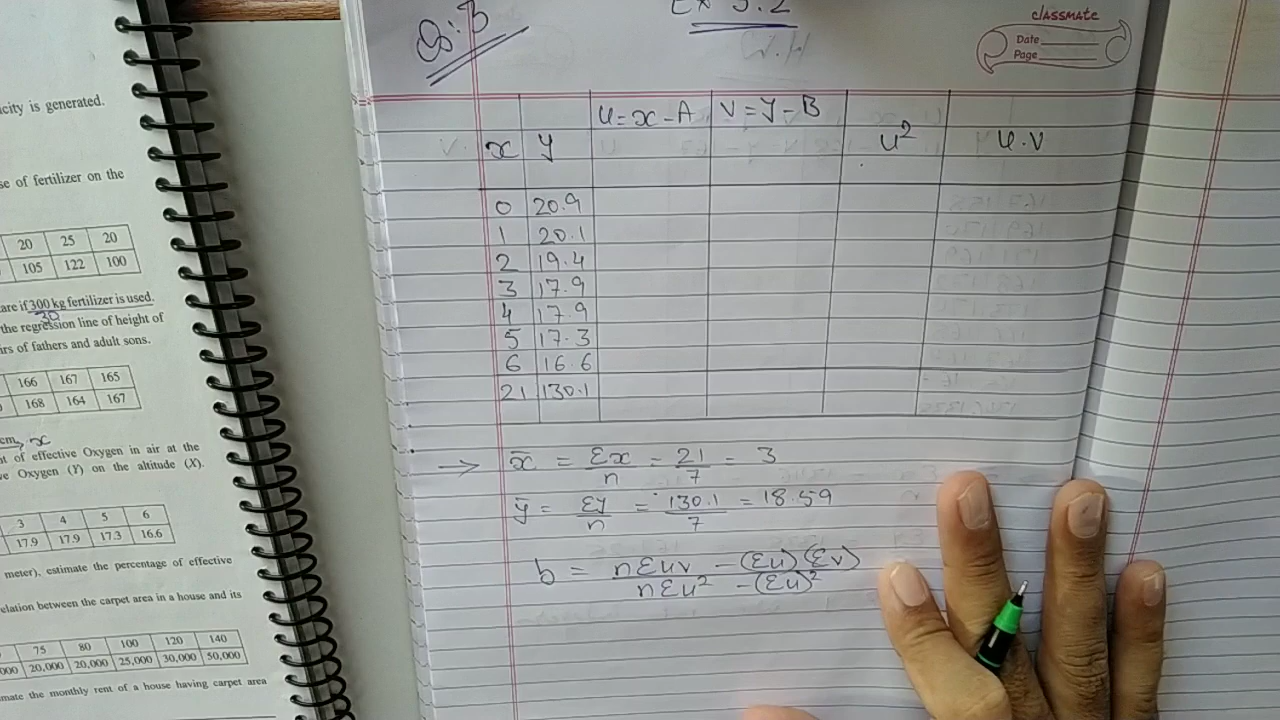 city is generated.
se of fertilizer on the
20 25 20
105 122 100
are if 300 kg fertilizer is used.
30
the regression line of height of
irs of fathers and adult sons.
166 167 165
168 164 167
cm, x
t of effective Oxygen in air at the
ve Oxygen (Y) on the altitude (X).
3 4 5 6
17.9 17.9 17.3 16.6
meter), estimate the percentage of effective
elation between the carpet area in a house and its
75 80 100 120 140
000 20,000 20,000 25,000 30,000 50,000
mate the monthly rent of a house having carpet area
Ex 3.2
classmate
Date
Page
x y u=x-A v=y-B u² u.v
0 20.9
1 20.1
2 19.4
3 17.9
4 17.9
5 17.3
6 16.6
21 130.1
→ x̄ = Σx/n = 21/7 = 3
ȳ = Σy/n = 130.1/7 = 18.59
b = nΣuv - (Σu)(Σv) / nΣu² - (Σu)²